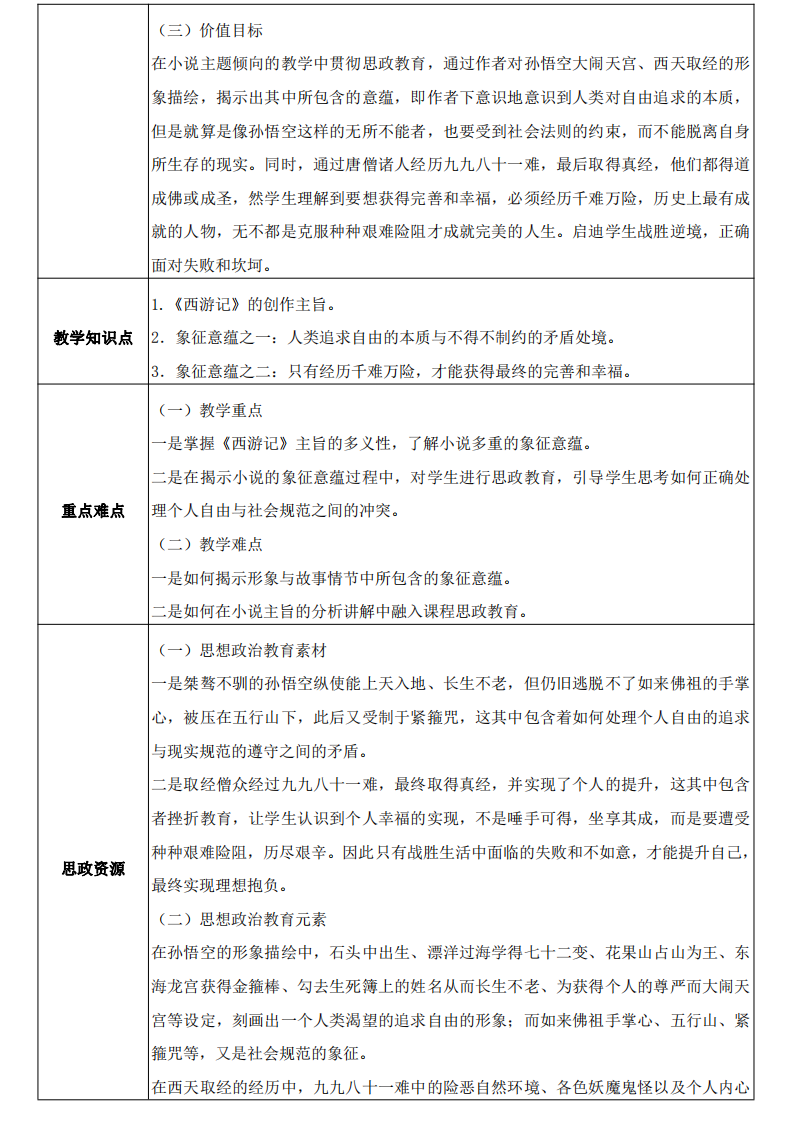 （三）价值目标
在小说主题倾向的教学中贯彻思政教育，通过作者对孙悟空大闹天宫、西天取经的形
象描绘，揭示出其中所包含的意蕴，即作者下意识地意识到人类对自由追求的本质，
但是就算是像孙悟空这样的无所不能者，也要受到社会法则的约束，而不能脱离自身
所生存的现实。同时，通过唐僧诸人经历九九八十一难，最后取得真经，他们都得道
成佛或成圣，然学生理解到要想获得完善和幸福，必须经历千难万险，历史上最有成
就的人物，无不都是克服种种艰难险阻才成就完美的人生。启迪学生战胜逆境，正确
面对失败和坎坷。
教学知识点
1.《西游记》的创作主旨。
2. 象征意蕴之一：人类追求自由的本质与不得不制约的矛盾处境。
3. 象征意蕴之二：只有经历千难万险，才能获得最终的完善和幸福。
重点难点
（一）教学重点
一是掌握《西游记》主旨的多义性，了解小说多重的象征意蕴。
二是在揭示小说的象征意蕴过程中，对学生进行思政教育，引导学生思考如何正确处
理个人自由与社会规范之间的冲突。
（二）教学难点
一是如何揭示形象与故事情节中所包含的象征意蕴。
二是如何在小说主旨的分析讲解中融入课程思政教育。
思政资源
（一）思想政治教育素材
一是桀骜不驯的孙悟空纵使能上天入地、长生不老，但仍旧逃脱不了如来佛祖的手掌
心，被压在五行山下，此后又受制于紧箍咒，这其中包含着如何处理个人自由的追求
与现实规范的遵守之间的矛盾。
二是取经僧众经过九九八十一难，最终取得真经，并实现了个人的提升，这其中包含
者挫折教育，让学生认识到个人幸福的实现，不是唾手可得，坐享其成，而是要遭受
种种艰难险阻，历尽艰辛。因此只有战胜生活中面临的失败和不如意，才能提升自己，
最终实现理想抱负。
（二）思想政治教育元素
在孙悟空的形象描绘中，石头中出生、漂洋过海学得七十二变、花果山占山为王、东
海龙宫获得金箍棒、勾去生死簿上的姓名从而长生不老、为获得个人的尊严而大闹天
宫等设定，刻画出一个人类渴望的追求自由的形象；而如来佛祖手掌心、五行山、紧
箍咒等，又是社会规范的象征。
在西天取经的经历中，九九八十一难中的险恶自然环境、各色妖魔鬼怪以及个人内心